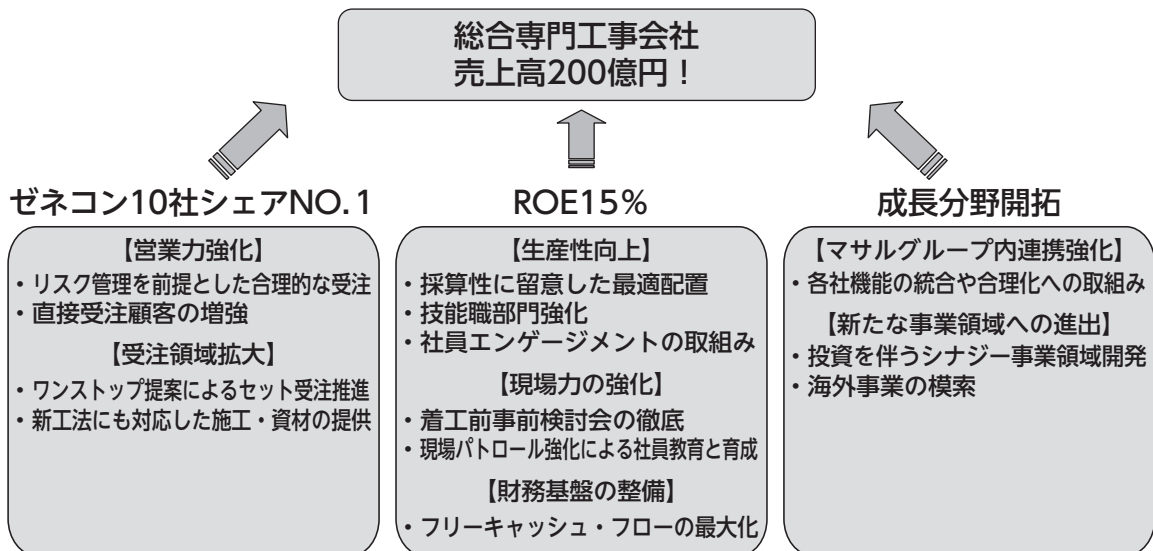 総合専門工事会社
売上高200億円！
ゼネコン10社シェアNO.1
【営業力強化】
・リスク管理を前提とした合理的な受注
・直接受注顧客の増強
【受注領域拡大】
・ワンストップ提案によるセット受注推進
・新工法にも対応した施工・資材の提供
ROE15%
【生産性向上】
・採算性に留意した最適配置
・技能職部門強化
・社員エンゲージメントの取組み
【現場力の強化】
・着工前事前検討会の徹底
・現場パトロール強化による社員教育と育成
【財務基盤の整備】
・フリーキャッシュ・フローの最大化
成長分野開拓
【マサルグループ内連携強化】
・各社機能の統合や合理化への取組み
【新たな事業領域への進出】
・投資を伴うシナジー事業領域開発
・海外事業の模索